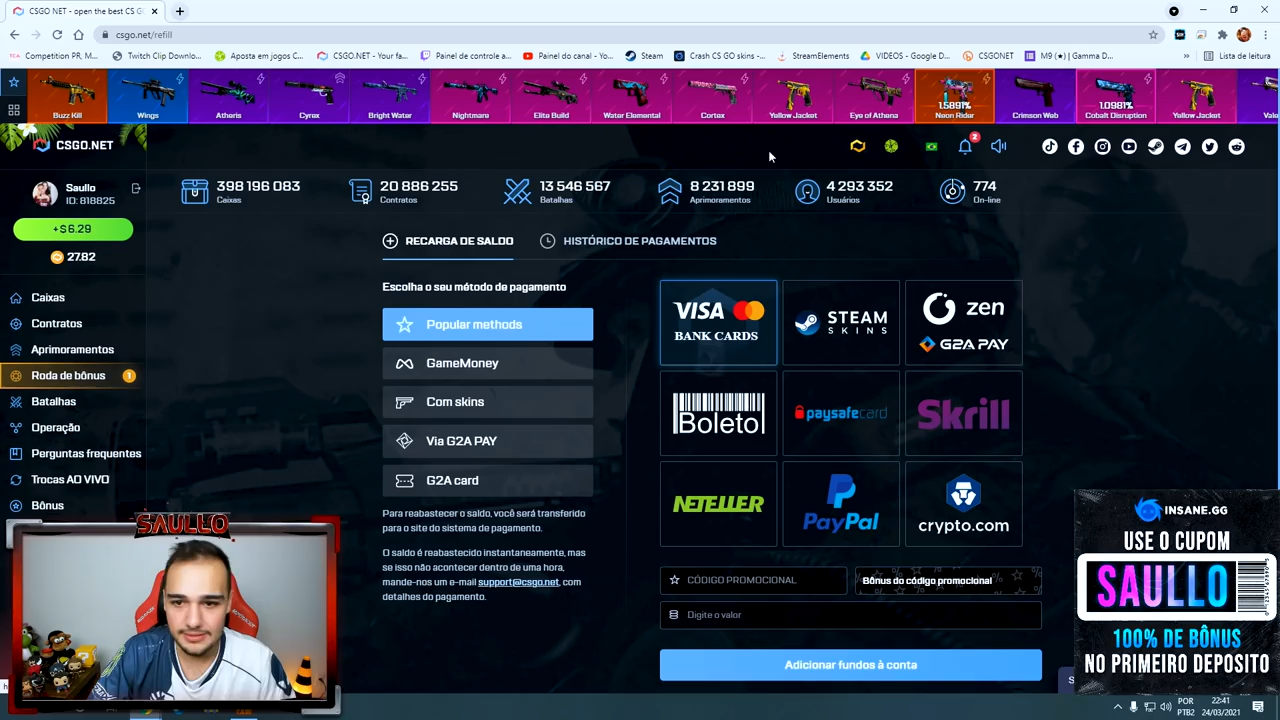 CSGO NET - open the best CS GO
csgo.net/refill
Competition PR, M...
Twitch Clip Downlo...
Aposta em jogos C...
CSGO.NET - Your fa...
Painel de controle a...
Painel do canal - Yo...
Steam
Crash CS GO skins -...
StreamElements
VIDEOS - Google D...
CSGONET
M9 (★) | Gamma D...
»
Lista de leitura
Buzz Kill
Wings
Atheris
Cyrex
Bright Water
Nightmare
Elite Build
Water Elemental
Cortex
Yellow Jacket
Eye of Athena
1.5891%
Neon Rider
Crimson Web
1.0981%
Cobalt Disruption
Yellow Jacket
CSGO.NET
2
Saullo
ID: 818825
398 196 083
Caixas
20 886 255
Contratos
13 546 567
Batalhas
8 231 899
Aprimoramentos
4 293 352
Usuários
774
On-line
+$ 6.29
27.82
RECARGA DE SALDO
HISTÓRICO DE PAGAMENTOS
Caixas
Contratos
Aprimoramentos
Roda de bônus 1
Batalhas
Operação
Perguntas frequentes
Trocas AO VIVO
Bônus
Escolha o seu método de pagamento
Popular methods
GameMoney
Com skins
Via G2A PAY
G2A card
Para reabastecer o saldo, você será transferido
para o site do sistema de pagamento.
O saldo é reabastecido instantaneamente, mas
se isso não acontecer dentro de uma hora,
mande-nos um e-mail support@csgo.net, com
detalhes do pagamento.
VISA
BANK CARDS
STEAM
SKINS
zen
G2A PAY
Boleto
paysafecard
Skrill
NETELLER
PayPal
crypto.com
CÓDIGO PROMOCIONAL
Bônus do código promocional
Digite o valor
Adicionar fundos à conta
SAULLO
INSANE.GG
USE O CUPOM
SAULLO
100% DE BÔNUS
NO PRIMEIRO DEPOSITO
POR
PTB2
22:41
24/03/2021